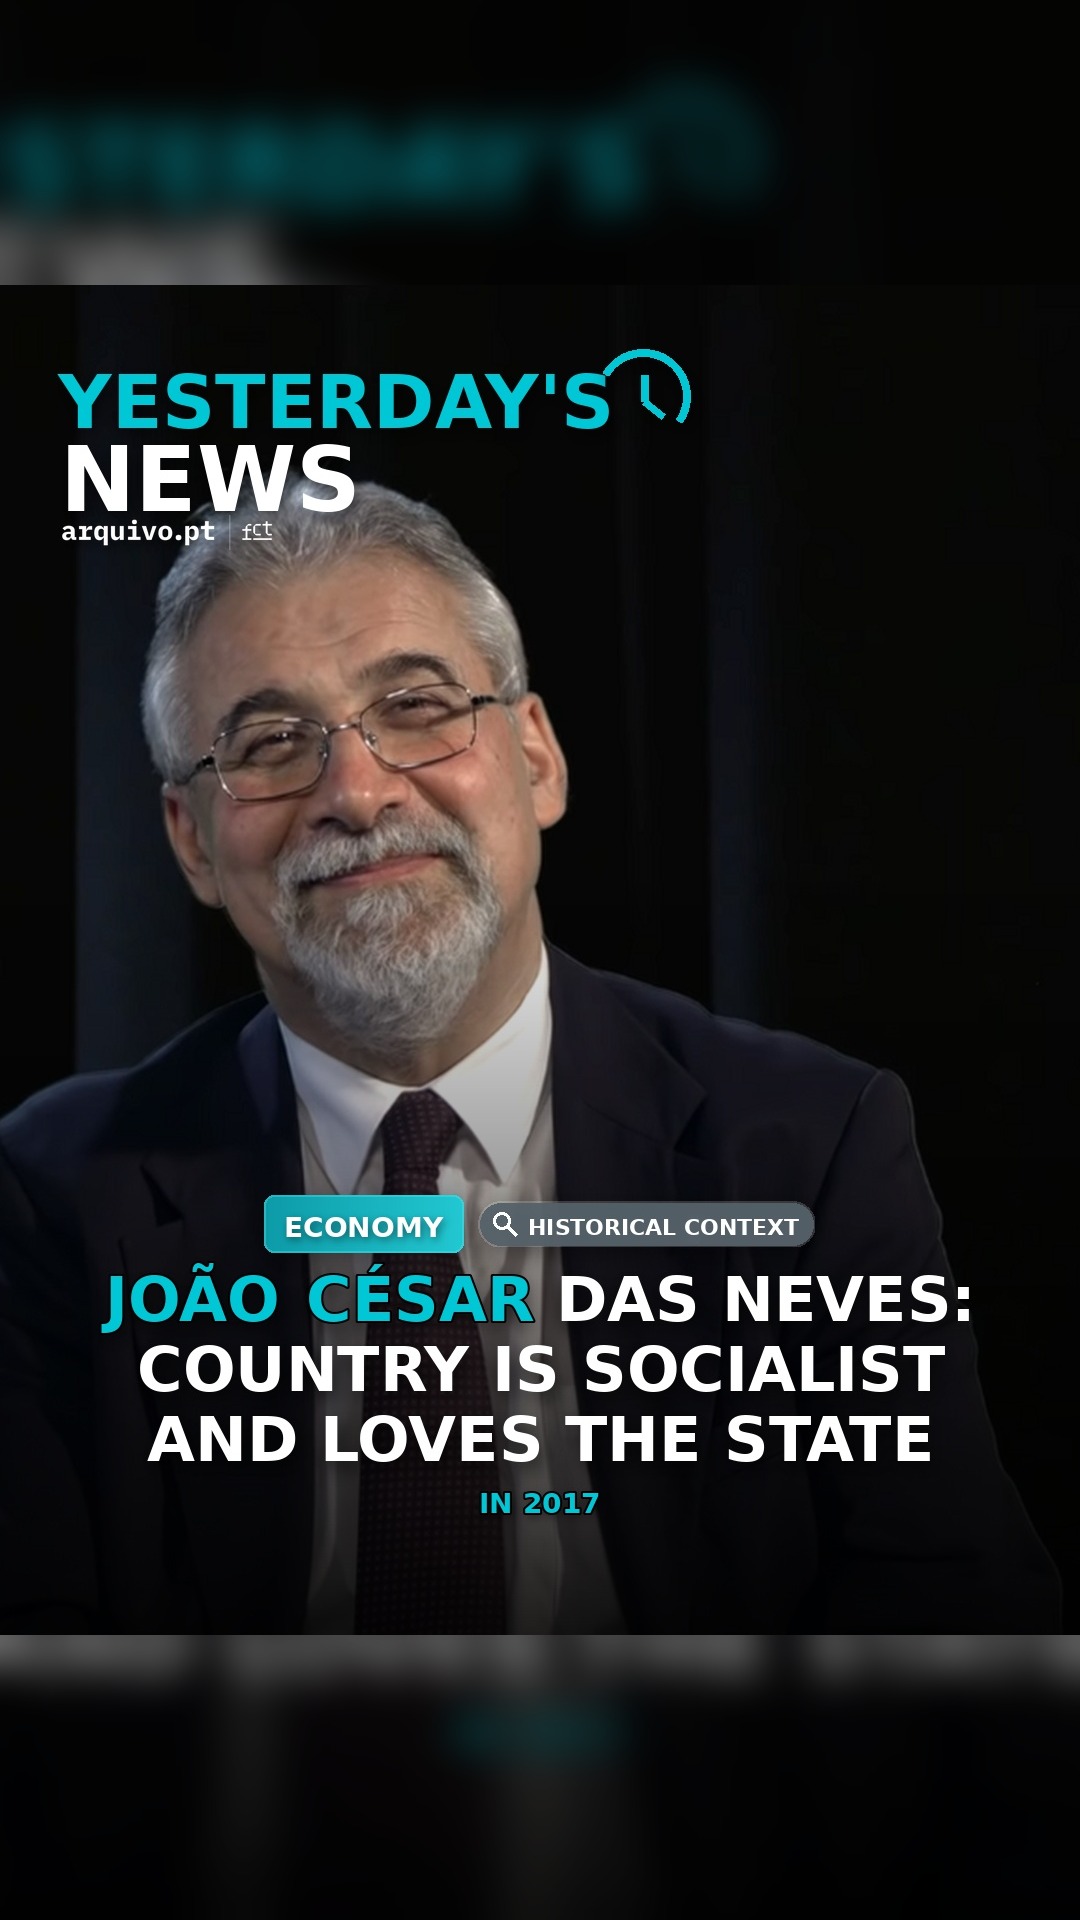 YESTERDAY'S
NEWS
arquivo.pt | fct
ECONOMY
HISTORICAL CONTEXT
JOÃO CÉSAR DAS NEVES:
COUNTRY IS SOCIALIST
AND LOVES THE STATE
IN 2017